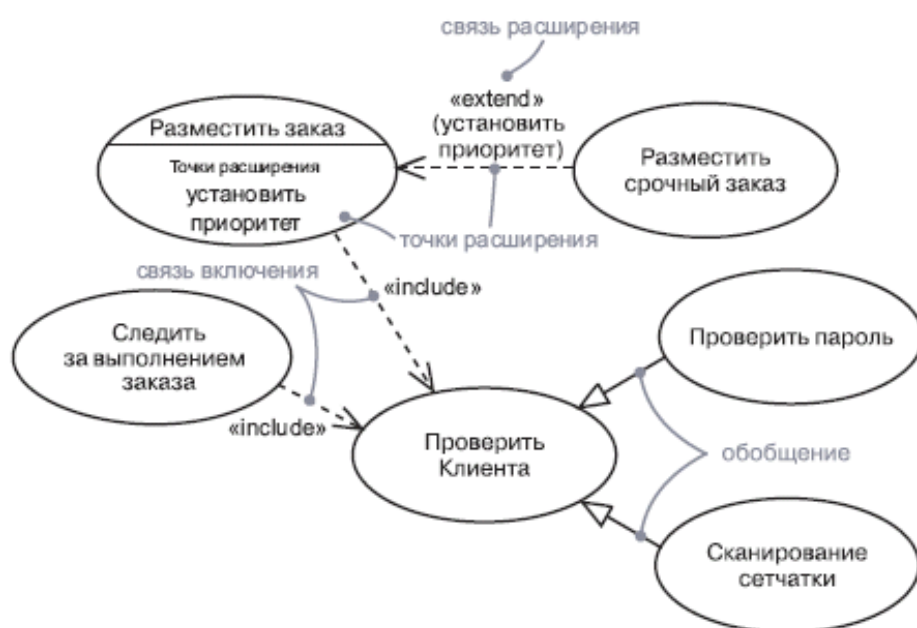 связь расширения
«extend»
(установить
приоритет)
Разместить заказ
Точки расширения
установить
приоритет
Разместить
срочный заказ
точки расширения
связь включения
«include»
Следить
за выполнением
заказа
«include»
Проверить пароль
Проверить
Клиента
обобщение
Сканирование
сетчатки